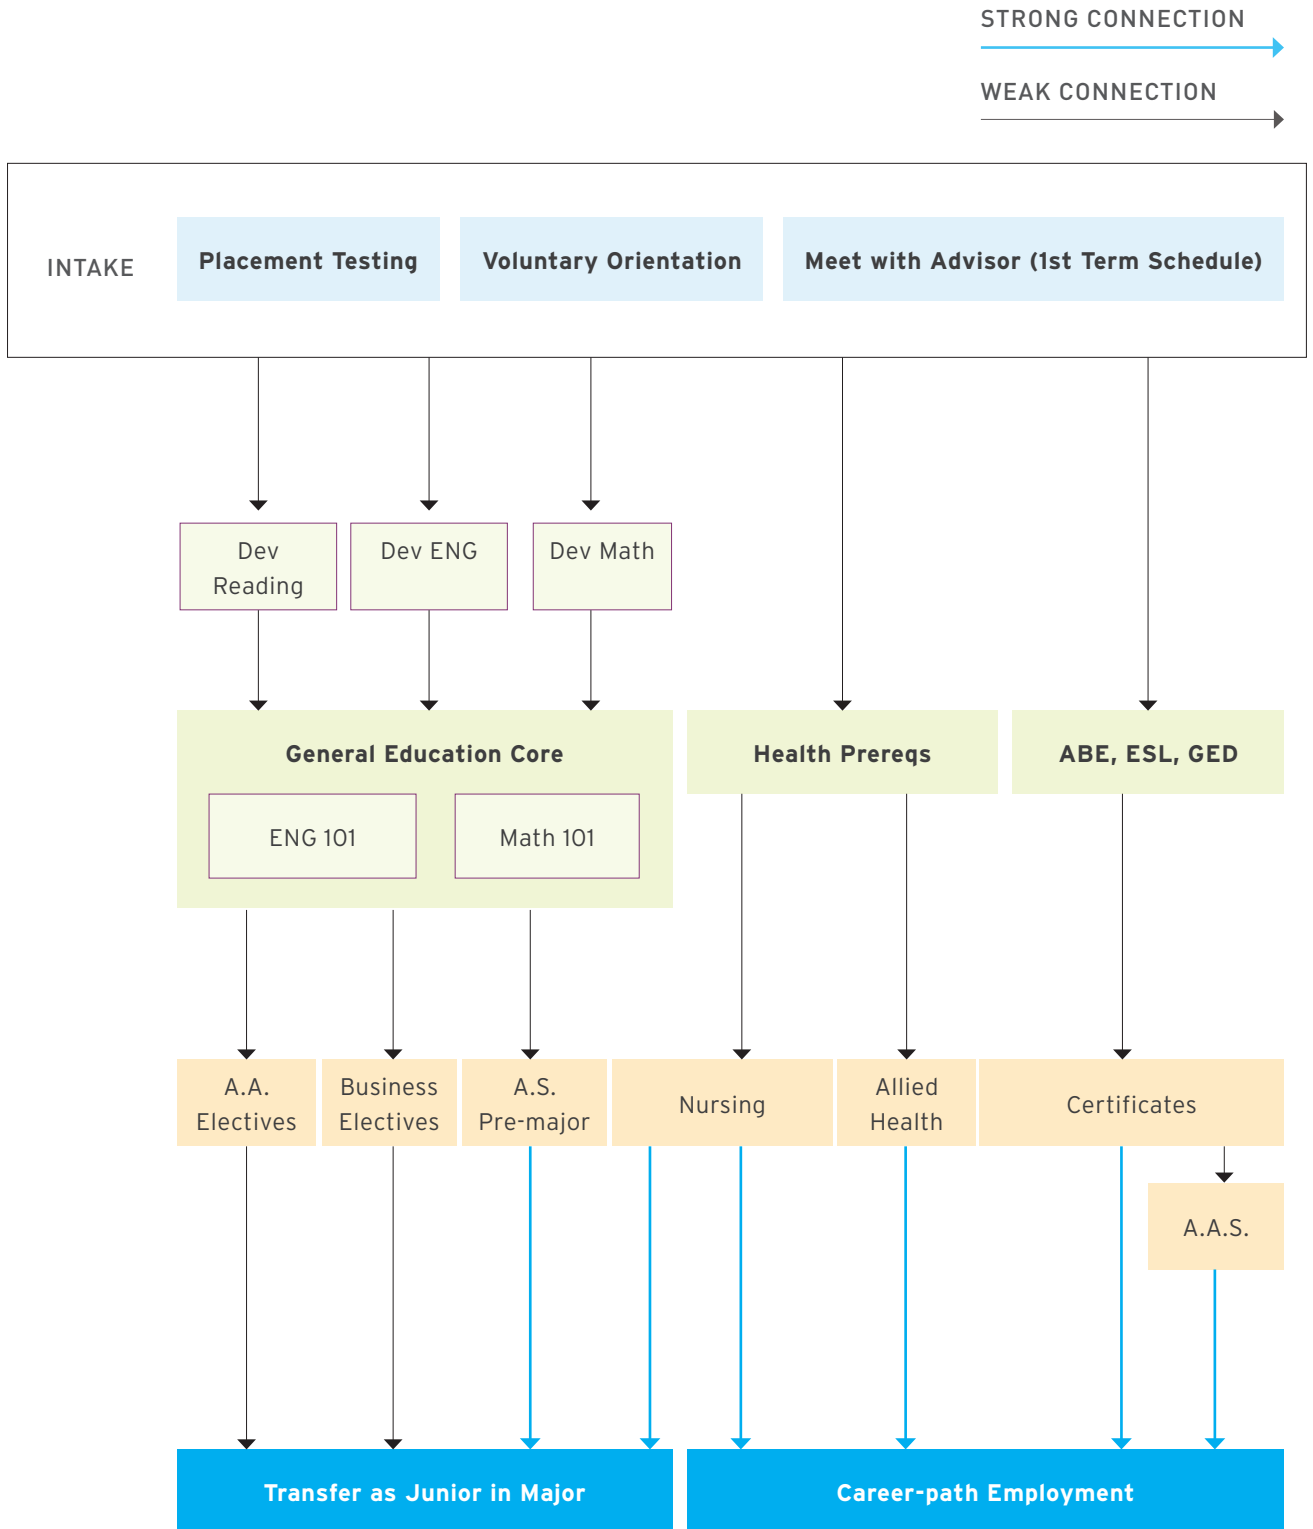 STRONG CONNECTION
WEAK CONNECTION
INTAKE
Placement Testing
Voluntary Orientation
Meet with Advisor (1st Term Schedule)
Dev
Reading
Dev ENG
Dev Math
General Education Core
ENG 101
Math 101
Health Prereqs
ABE, ESL, GED
A.A.
Electives
Business
Electives
A.S.
Pre-major
Nursing
Allied
Health
Certificates
A.A.S.
Transfer as Junior in Major
Career-path Employment